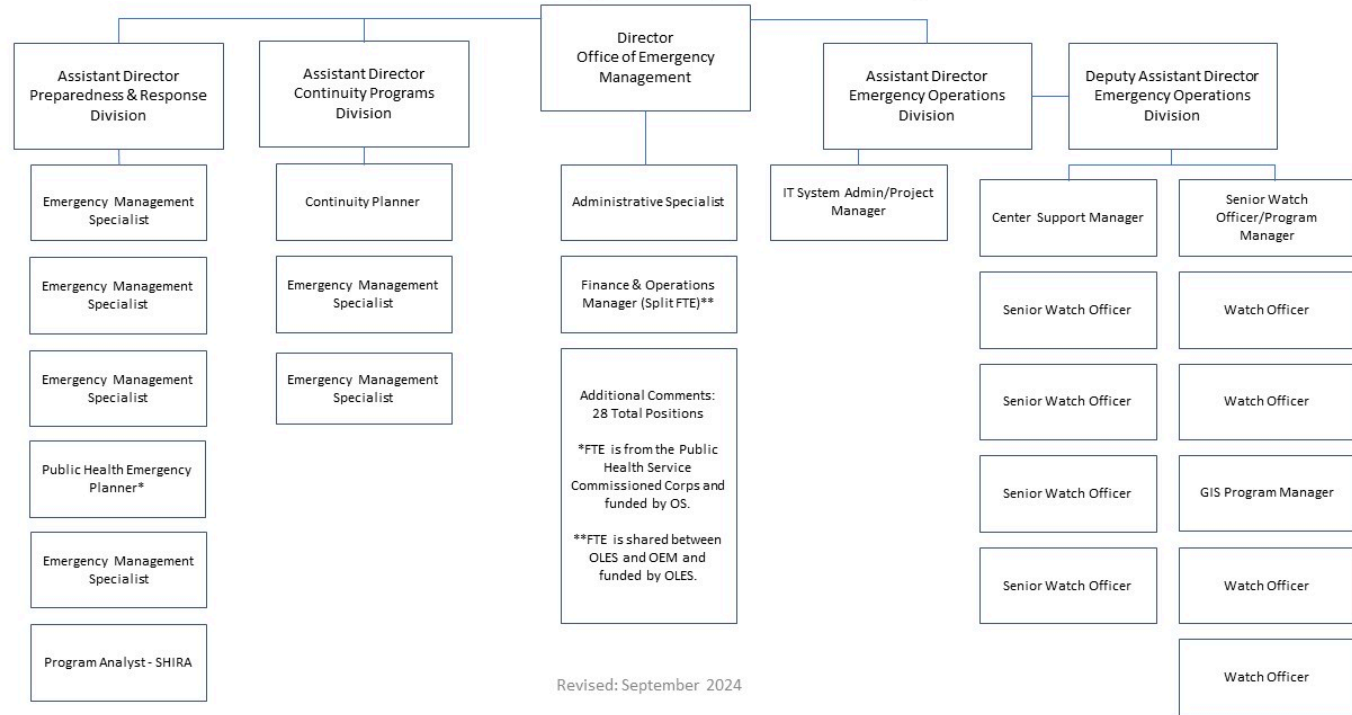 Director
Office of Emergency
Management
Assistant Director
Preparedness & Response
Division
Assistant Director
Continuity Programs
Division
Assistant Director
Emergency Operations
Division
Deputy Assistant Director
Emergency Operations
Division
Emergency Management
Specialist
Emergency Management
Specialist
Emergency Management
Specialist
Public Health Emergency
Planner*
Emergency Management
Specialist
Program Analyst - SHIRA
Continuity Planner
Emergency Management
Specialist
Emergency Management
Specialist
Administrative Specialist
Finance & Operations
Manager (Split FTE)**
Additional Comments:
28 Total Positions
*FTE is from the Public
Health Service
Commissioned Corps and
funded by OS.
**FTE is shared between
OLES and OEM and
funded by OLES.
IT System Admin/Project
Manager
Center Support Manager
Senior Watch Officer
Senior Watch Officer
Senior Watch Officer
Senior Watch Officer
Senior Watch
Officer/Program
Manager
Watch Officer
Watch Officer
GIS Program Manager
Watch Officer
Watch Officer
Revised: September 2024